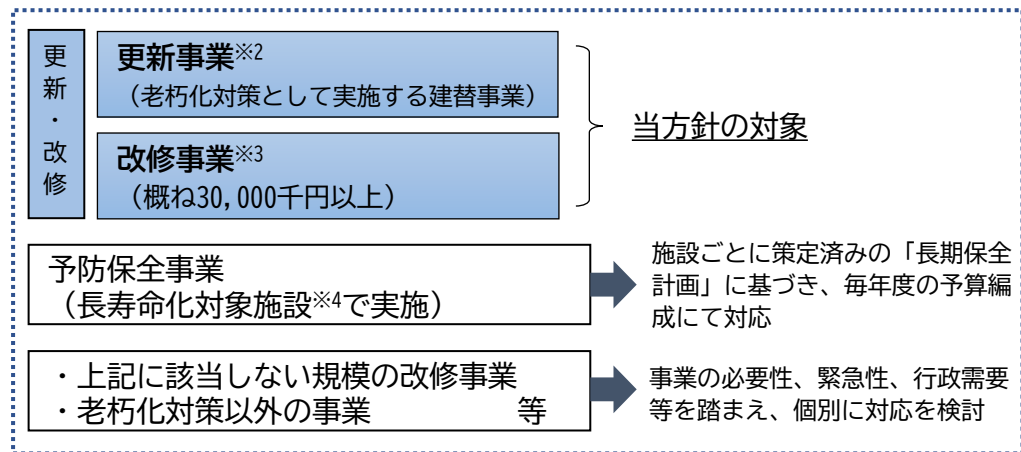 更新・改修
更新事業※2
（老朽化対策として実施する建替事業）
改修事業※3
（概ね30,000千円以上）
当方針の対象
予防保全事業
（長寿命化対象施設※4で実施）
施設ごとに策定済みの「長期保全
計画」に基づき、毎年度の予算編
成にて対応
・上記に該当しない規模の改修事業
・老朽化対策以外の事業　　　　　等
事業の必要性、緊急性、行政需要
等を踏まえ、個別に対応を検討